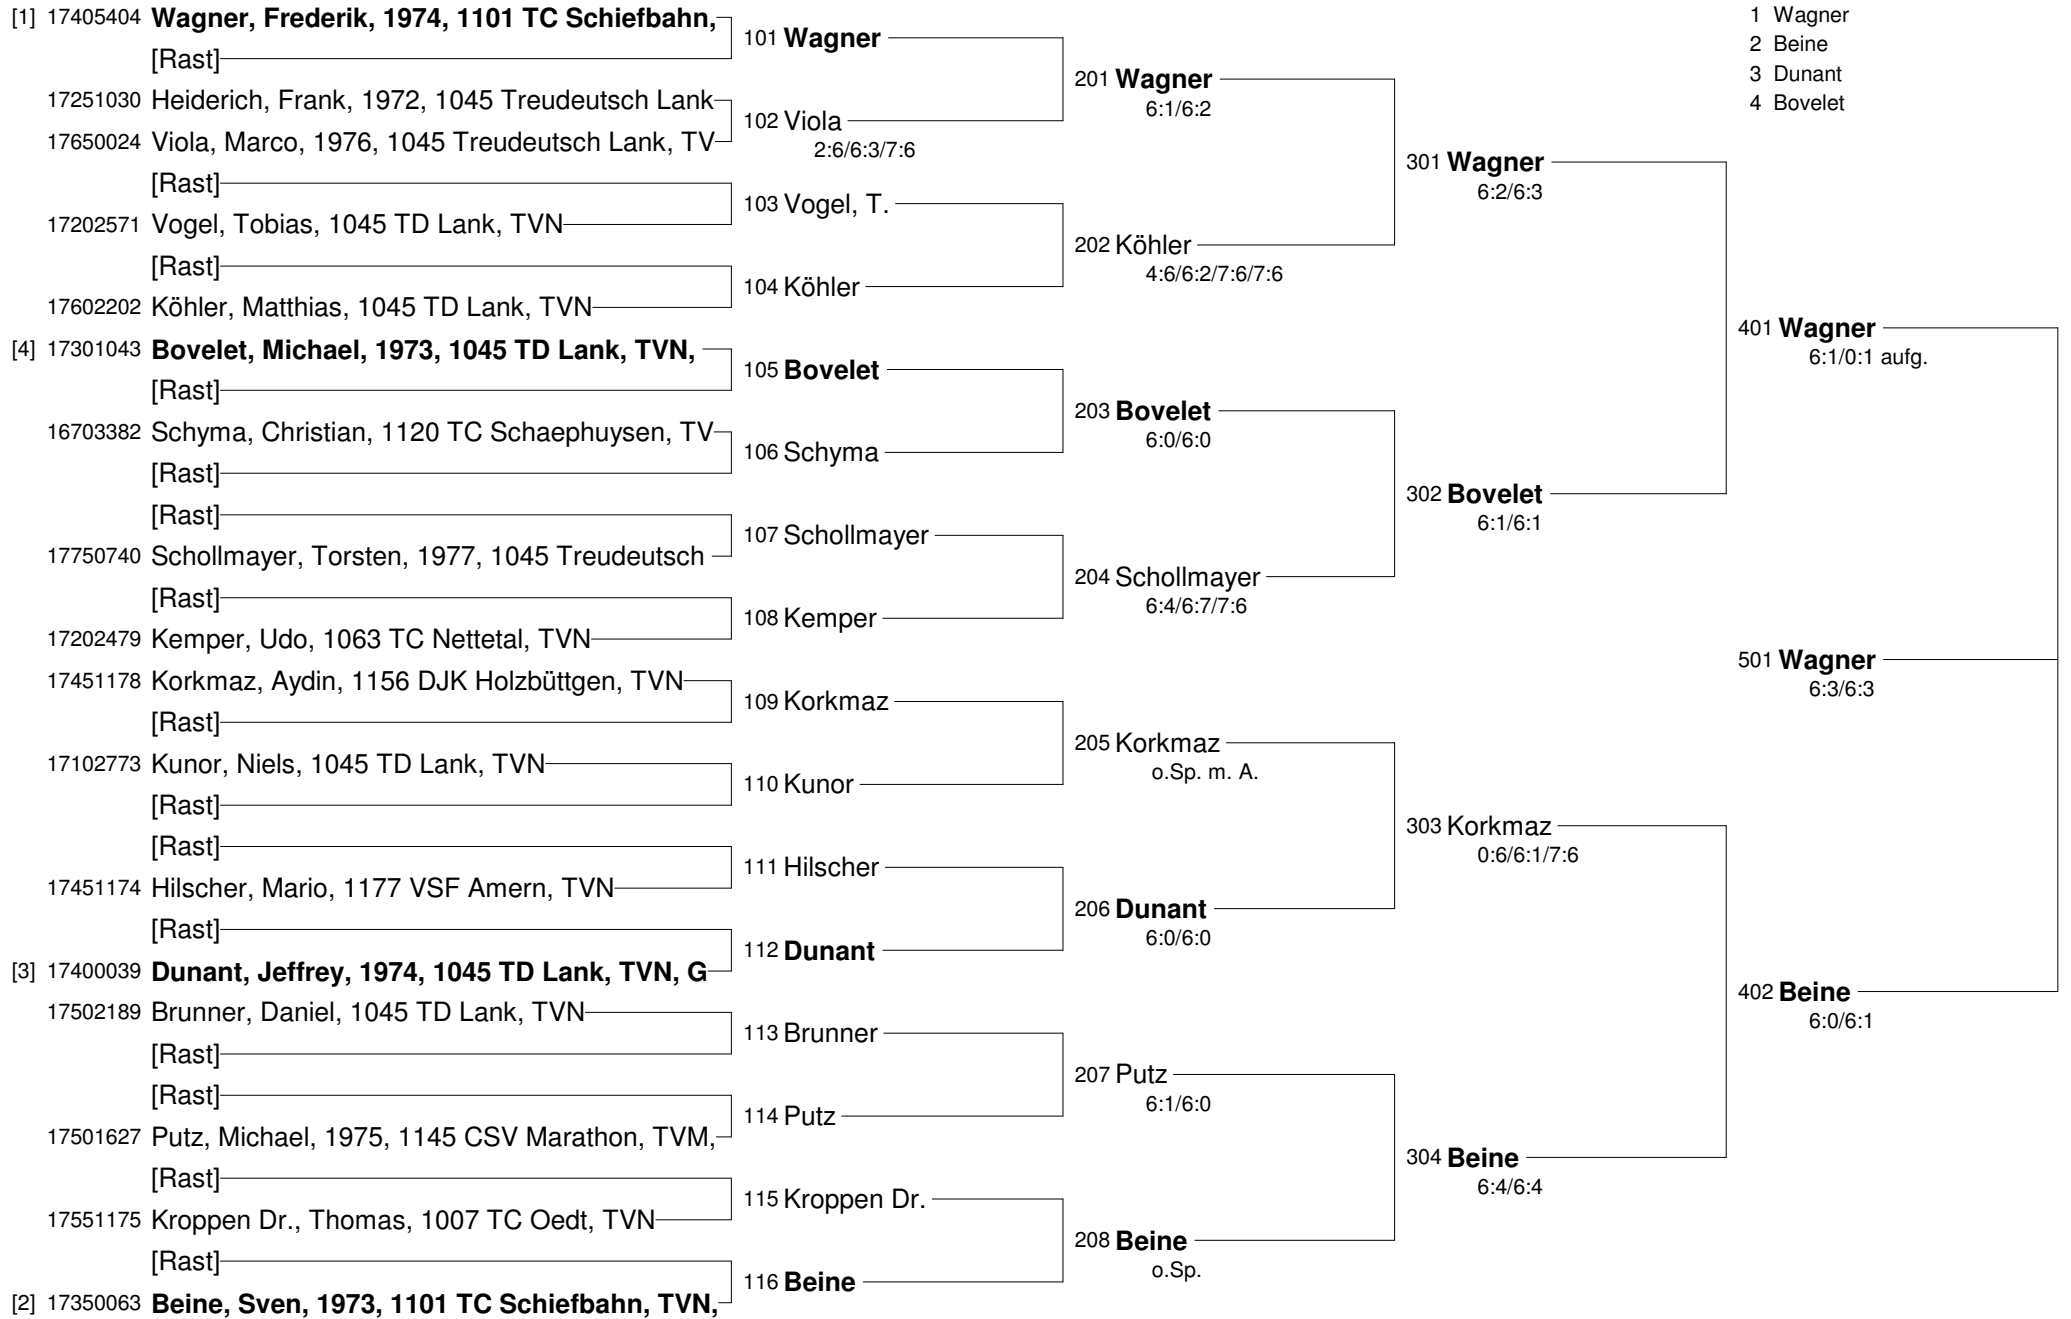 [1] 17405404 Wagner, Frederik, 1974, 1101 TC Schiefbahn,
[Rast]
17251030 Heiderich, Frank, 1972, 1045 Treudeutsch Lank
17650024 Viola, Marco, 1976, 1045 Treudeutsch Lank, TV
[Rast]
17202571 Vogel, Tobias, 1045 TD Lank, TVN
[Rast]
17602202 Köhler, Matthias, 1045 TD Lank, TVN
[4] 17301043 Bovelet, Michael, 1973, 1045 TD Lank, TVN,
[Rast]
16703382 Schyma, Christian, 1120 TC Schaephuysen, TV
[Rast]
[Rast]
17750740 Schollmayer, Torsten, 1977, 1045 Treudeutsch
[Rast]
17202479 Kemper, Udo, 1063 TC Nettetal, TVN
17451178 Korkmaz, Aydin, 1156 DJK Holzbüttgen, TVN
[Rast]
17102773 Kunor, Niels, 1045 TD Lank, TVN
[Rast]
[Rast]
17451174 Hilscher, Mario, 1177 VSF Amern, TVN
[Rast]
[3] 17400039 Dunant, Jeffrey, 1974, 1045 TD Lank, TVN, G
17502189 Brunner, Daniel, 1045 TD Lank, TVN
[Rast]
[Rast]
17501627 Putz, Michael, 1975, 1145 CSV Marathon, TVM,
[Rast]
17551175 Kroppen Dr., Thomas, 1007 TC Oedt, TVN
[Rast]
[2] 17350063 Beine, Sven, 1973, 1101 TC Schiefbahn, TVN,
101 Wagner
102 Viola
2:6/6:3/7:6
103 Vogel, T.
104 Köhler
105 Bovelet
106 Schyma
107 Schollmayer
108 Kemper
109 Korkmaz
110 Kunor
111 Hilscher
112 Dunant
113 Brunner
114 Putz
115 Kroppen Dr.
116 Beine
201 Wagner
6:1/6:2
202 Köhler
4:6/6:2/7:6/7:6
203 Bovelet
6:0/6:0
204 Schollmayer
6:4/6:7/7:6
205 Korkmaz
o.Sp. m. A.
206 Dunant
6:0/6:0
207 Putz
6:1/6:0
208 Beine
o.Sp.
301 Wagner
6:2/6:3
302 Bovelet
6:1/6:1
303 Korkmaz
0:6/6:1/7:6
304 Beine
6:4/6:4
1 Wagner
2 Beine
3 Dunant
4 Bovelet
401 Wagner
6:1/0:1 aufg.
501 Wagner
6:3/6:3
402 Beine
6:0/6:1